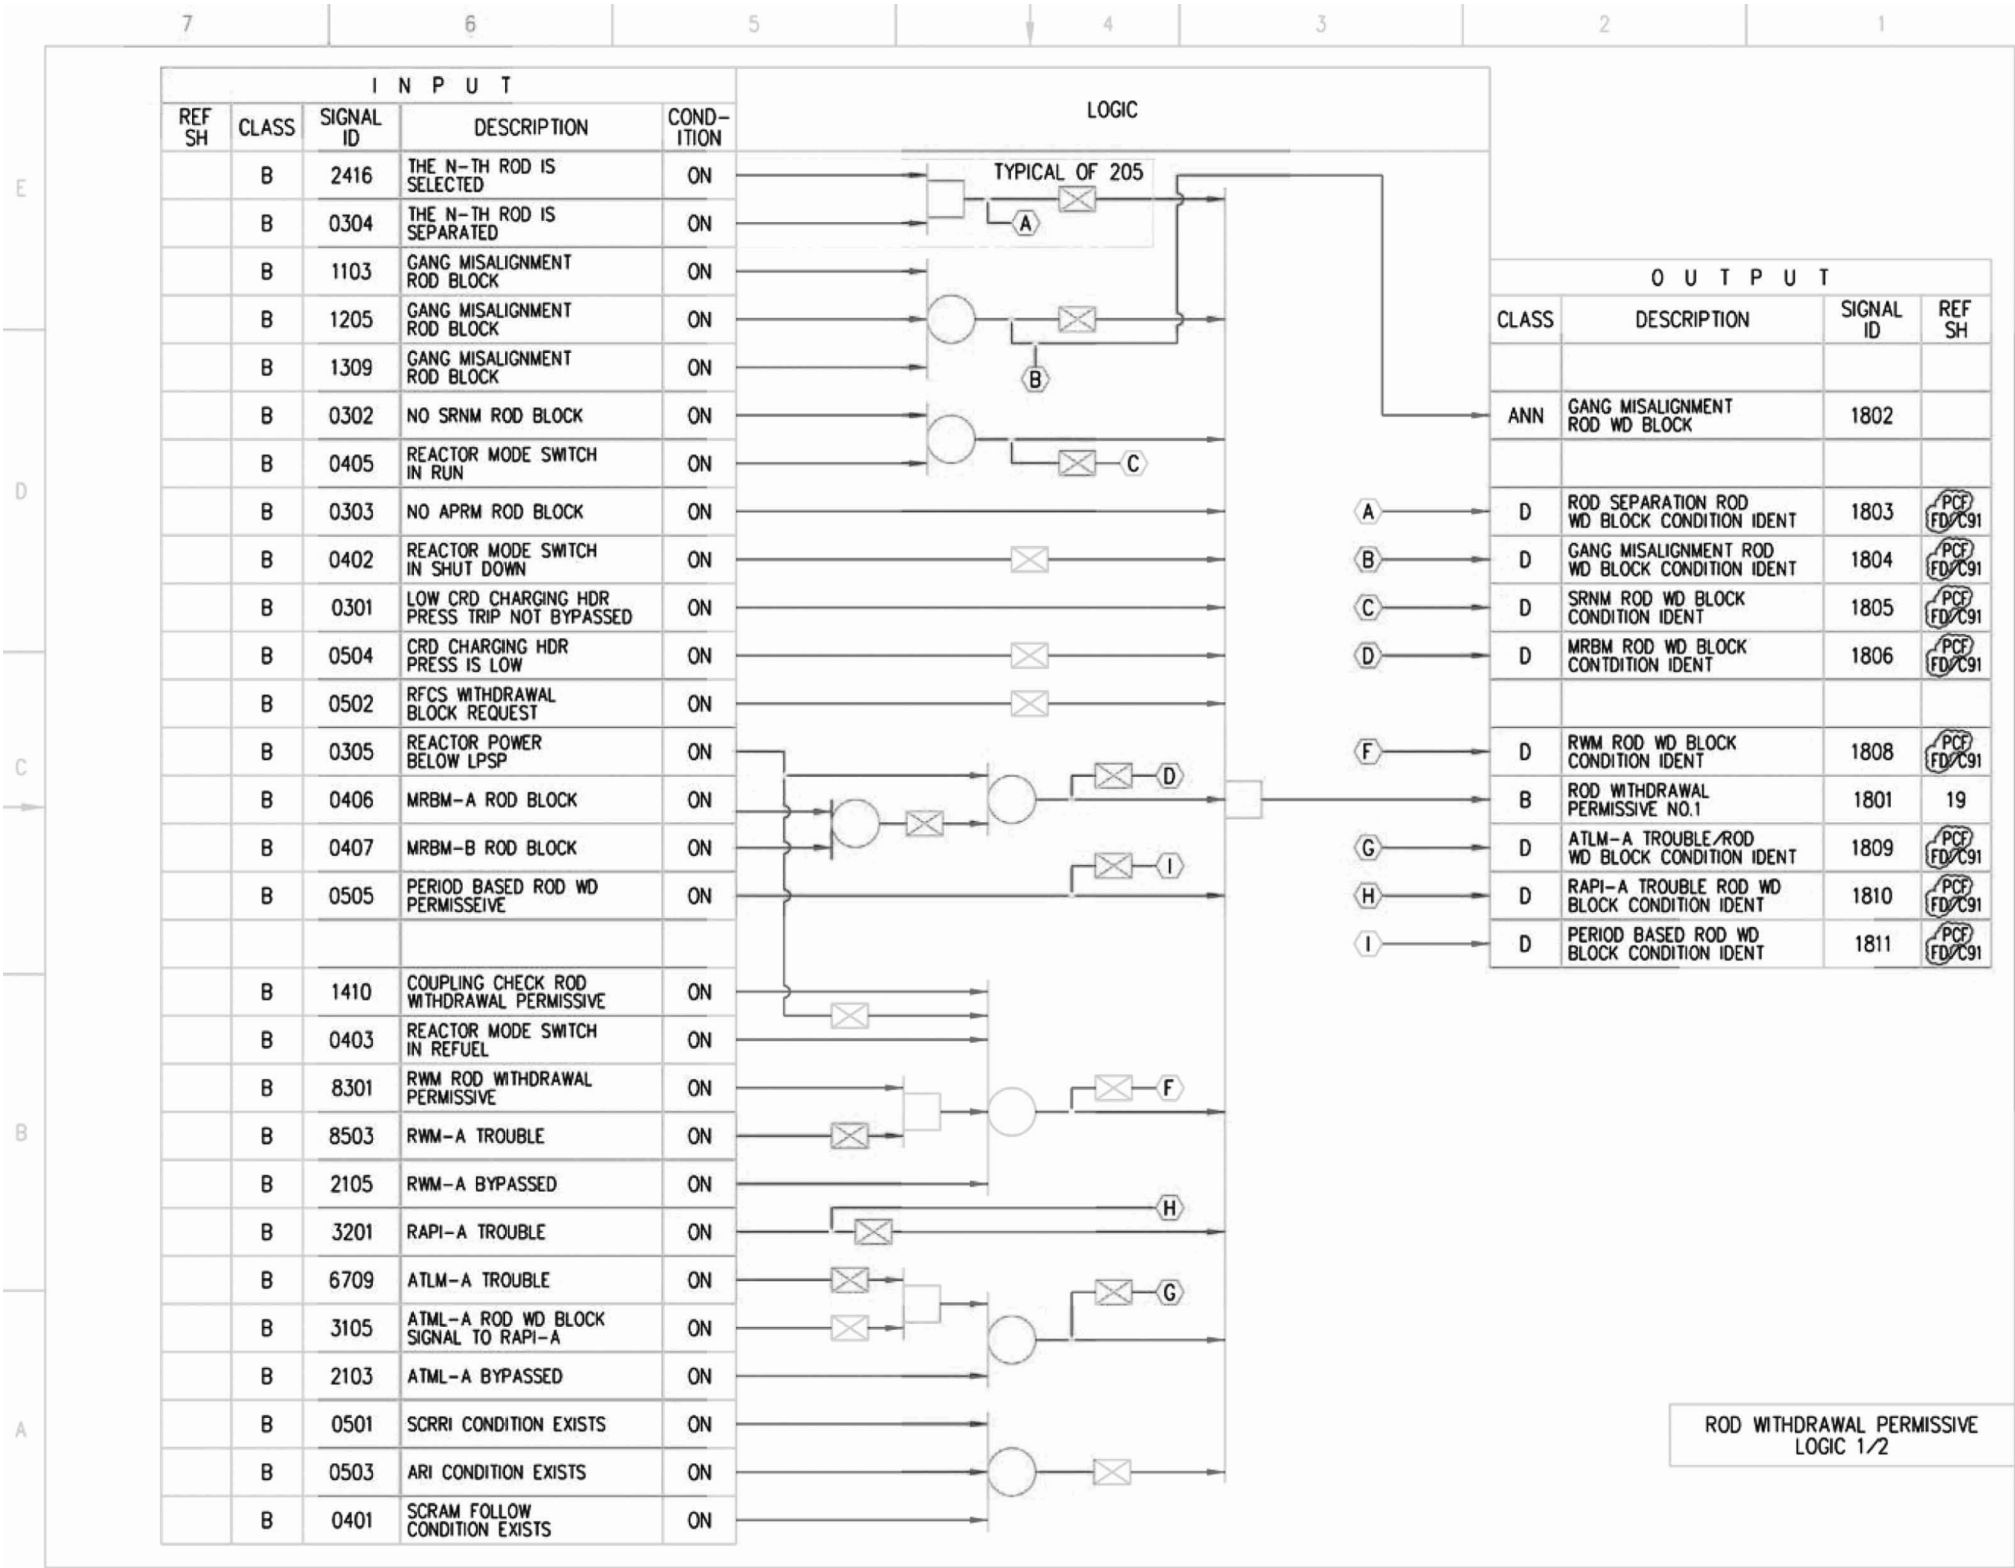 7 6 5 4 3 2 1
E
D
C
B
A
I N P U T
LOGIC
REF SH CLASS SIGNAL ID DESCRIPTION COND-ITION
B 2416 THE N-TH ROD IS
SELECTED ON
B 0304 THE N-TH ROD IS
SEPARATED ON
B 1103 GANG MISALIGNMENT
ROD BLOCK ON
B 1205 GANG MISALIGNMENT
ROD BLOCK ON
B 1309 GANG MISALIGNMENT
ROD BLOCK ON
B 0302 NO SRNM ROD BLOCK ON
B 0405 REACTOR MODE SWITCH
IN RUN ON
B 0303 NO APRM ROD BLOCK ON
B 0402 REACTOR MODE SWITCH
IN SHUT DOWN ON
B 0301 LOW CRD CHARGING HDR
PRESS TRIP NOT BYPASSED ON
B 0504 CRD CHARGING HDR
PRESS IS LOW ON
B 0502 RFCS WITHDRAWAL
BLOCK REQUEST ON
B 0305 REACTOR POWER
BELOW LPSP ON
B 0406 MRBM-A ROD BLOCK ON
B 0407 MRBM-B ROD BLOCK ON
B 0505 PERIOD BASED ROD WD
PERMISSEIVE ON
B 1410 COUPLING CHECK ROD
WITHDRAWAL PERMISSIVE ON
B 0403 REACTOR MODE SWITCH
IN REFUEL ON
B 8301 RWM ROD WITHDRAWAL
PERMISSIVE ON
B 8503 RWM-A TROUBLE ON
B 2105 RWM-A BYPASSED ON
B 3201 RAPI-A TROUBLE ON
B 6709 ATLM-A TROUBLE ON
B 3105 ATML-A ROD WD BLOCK
SIGNAL TO RAPI-A ON
B 2103 ATML-A BYPASSED ON
B 0501 SCRRI CONDITION EXISTS ON
B 0503 ARI CONDITION EXISTS ON
B 0401 SCRAM FOLLOW
CONDITION EXISTS ON
TYPICAL OF 205
A
B
C
D
I
F
H
G
O U T P U T
CLASS DESCRIPTION SIGNAL ID REF SH
ANN GANG MISALIGNMENT
ROD WD BLOCK 1802
A D ROD SEPARATION ROD
WD BLOCK CONDITION IDENT 1803 PCF
FD/C91
B D GANG MISALIGNMENT ROD
WD BLOCK CONDITION IDENT 1804 PCF
FD/C91
C D SRNM ROD WD BLOCK
CONDITION IDENT 1805 PCF
FD/C91
D D MRBM ROD WD BLOCK
CONTDITION IDENT 1806 PCF
FD/C91
F D RWM ROD WD BLOCK
CONDITION IDENT 1808 PCF
FD/C91
B ROD WITHDRAWAL
PERMISSIVE NO.1 1801 19
G D ATLM-A TROUBLE/ROD
WD BLOCK CONDITION IDENT 1809 PCF
FD/C91
H D RAPI-A TROUBLE ROD WD
BLOCK CONDITION IDENT 1810 PCF
FD/C91
I D PERIOD BASED ROD WD
BLOCK CONDITION IDENT 1811 PCF
FD/C91
ROD WITHDRAWAL PERMISSIVE
LOGIC 1/2